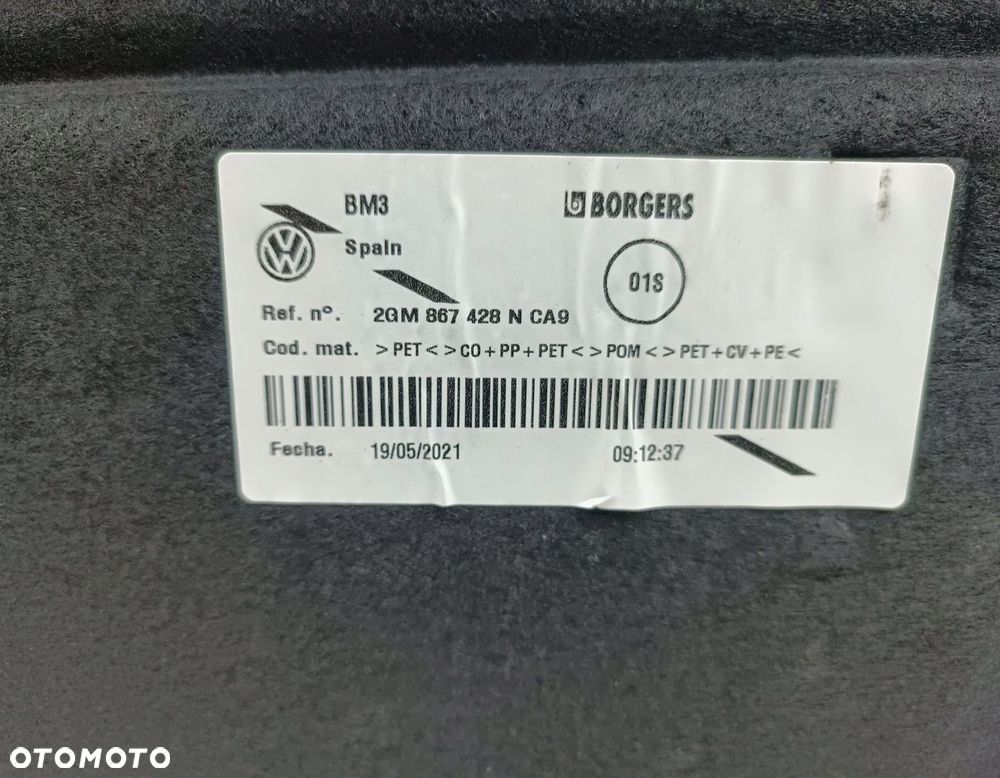 BM3
BORGERS
Spain
01S
Ref. nº. 2GM 867 428 N CA9
Cod. mat. >PET<>CO+PP+PET<>POM<>PET+CV+PE<
Fecha. 19/05/2021 09:12:37
OTOMOTO